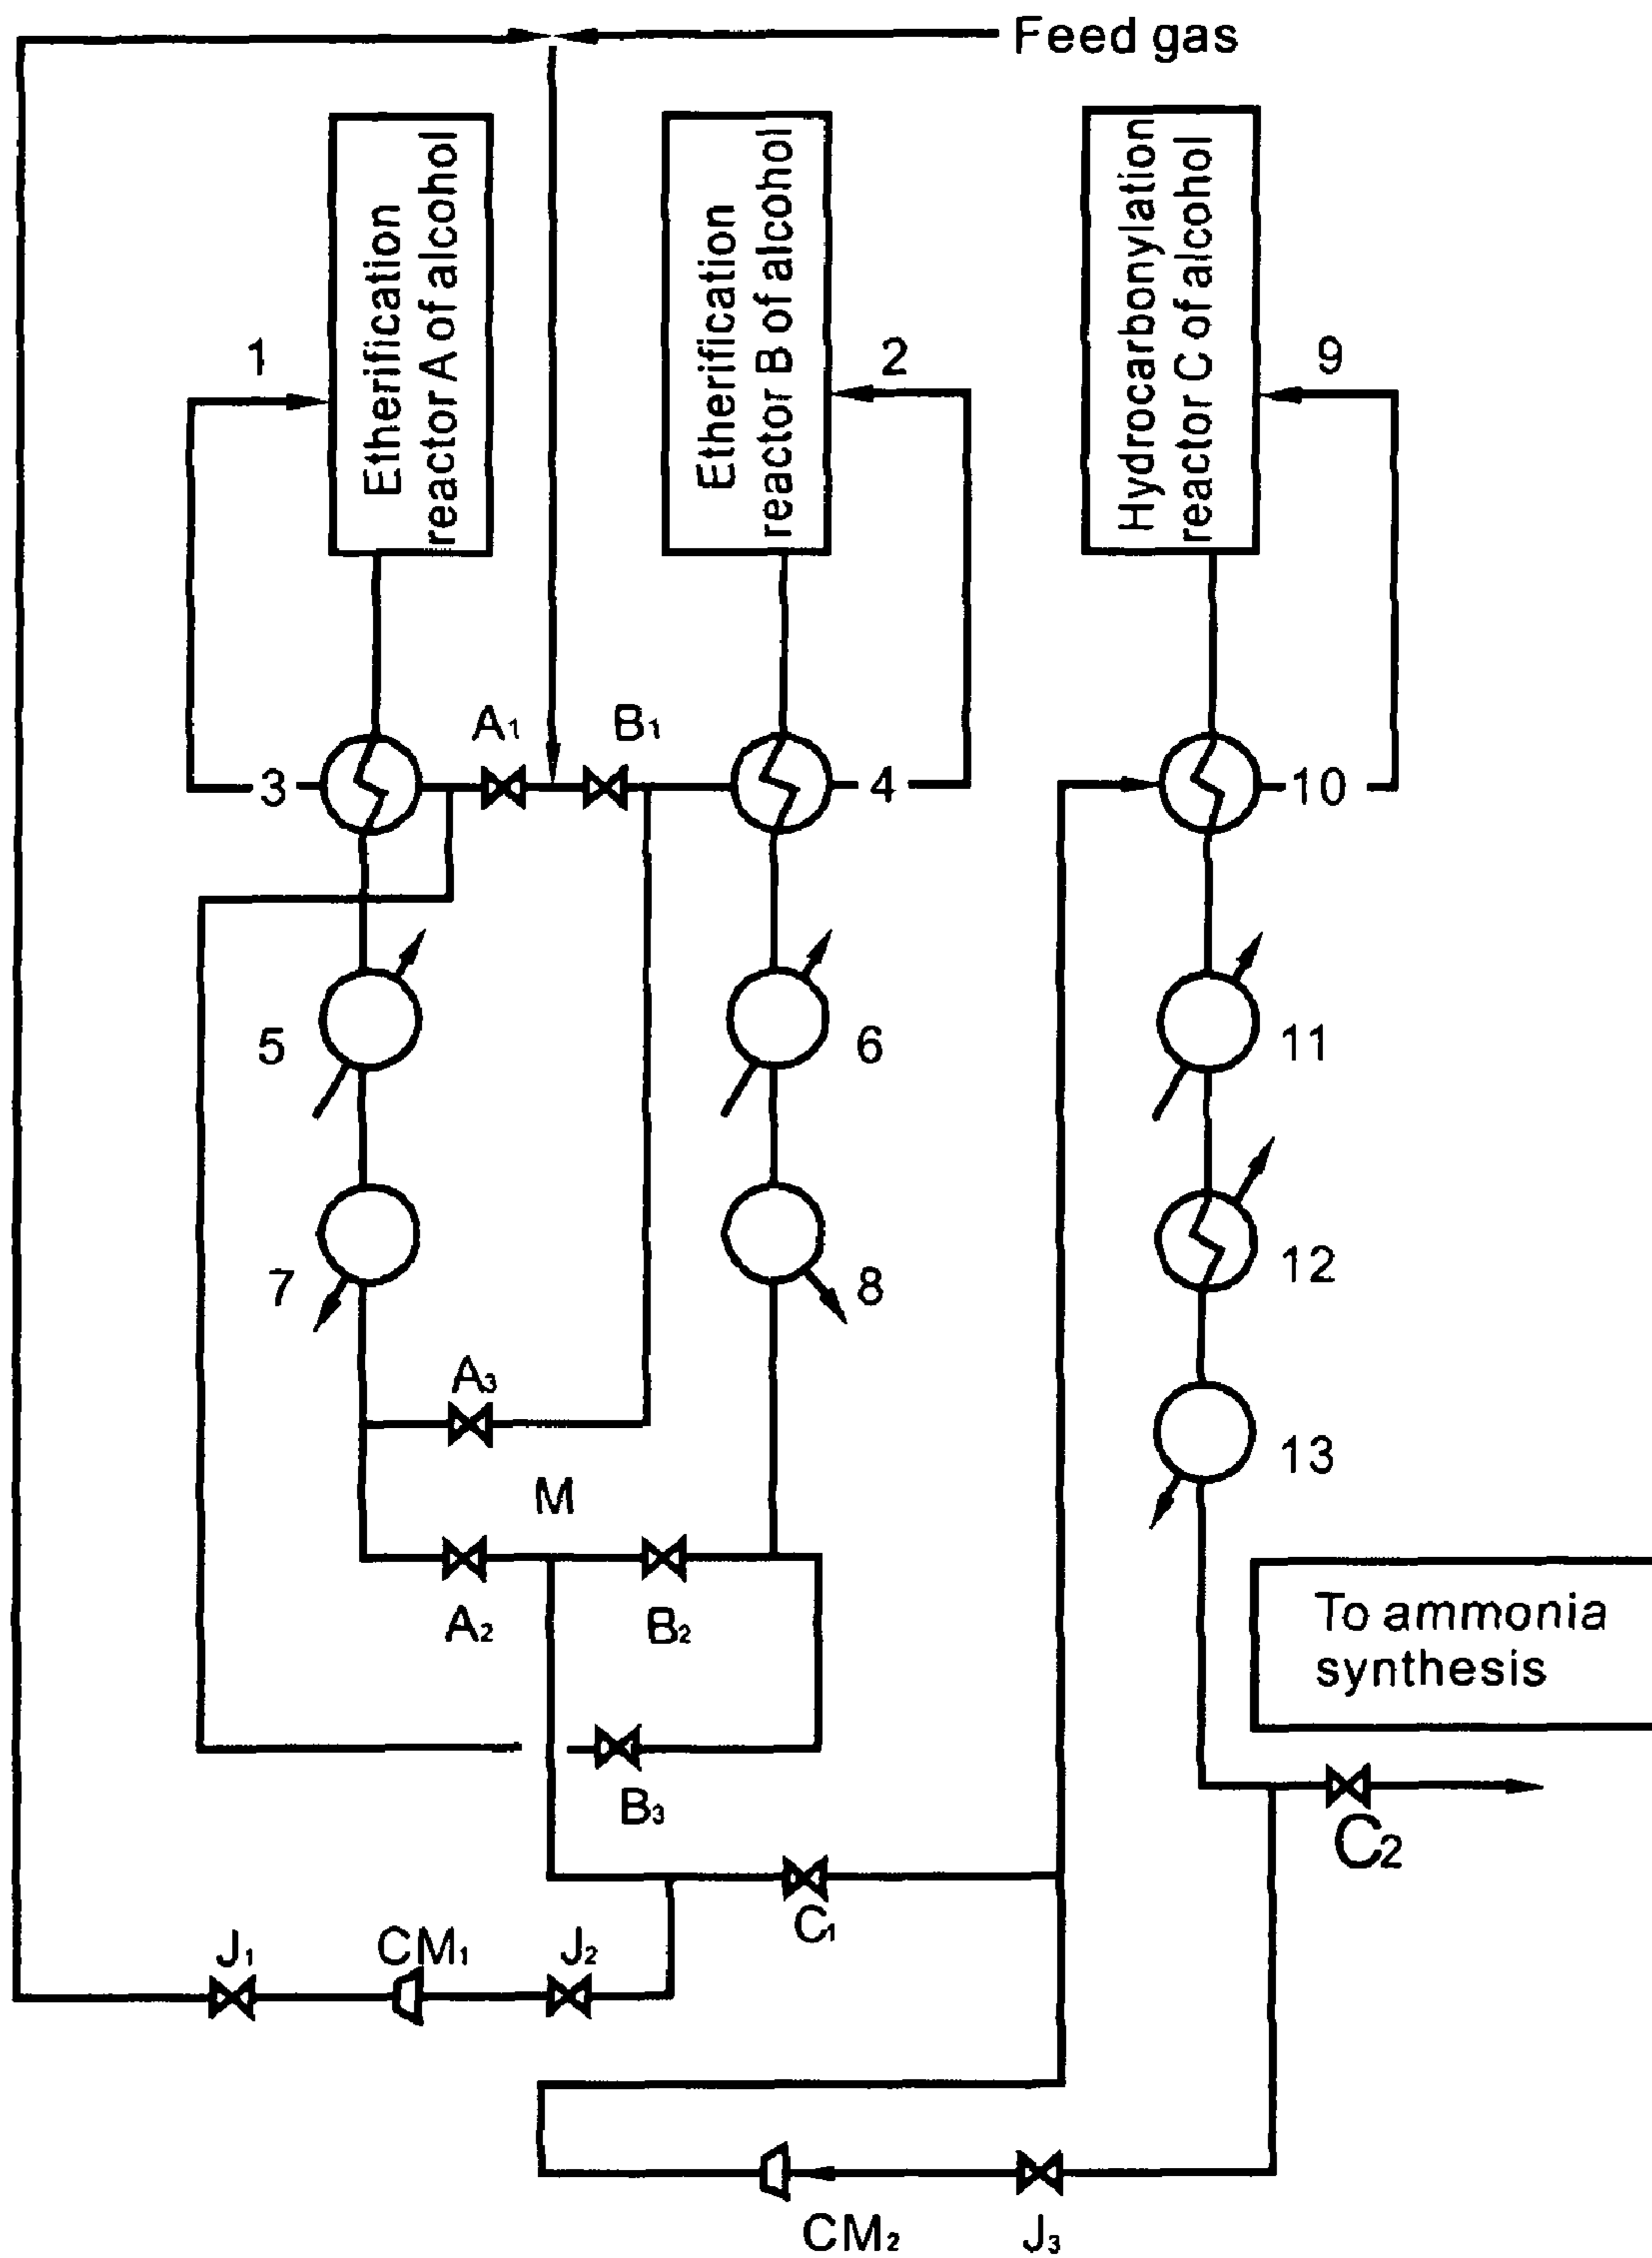 Feed gas
Etherification
reactor A of alcohol
Etherification
reactor B of alcohol
Hydrocarbonylation
reactor C of alcohol
1
2
9
A₁
B₁
3
4
10
5
6
11
7
8
12
A₃
13
M
A₂
B₂
To ammonia
synthesis
B₃
C₂
C₁
J₁
CM₁
J₂
CM₂
J₃